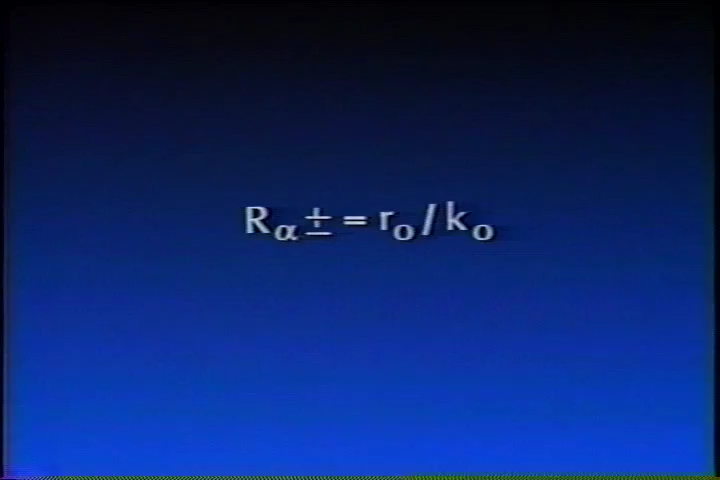 Rα± = ro/ko